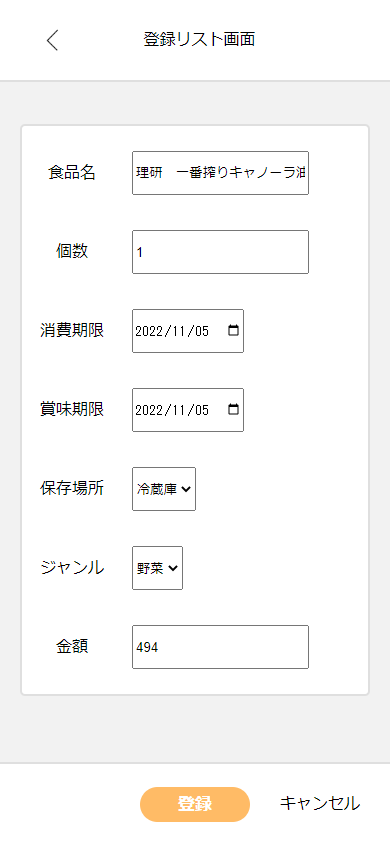 登録リスト画面
食品名 理研　一番搾りキャノーラ油
個数 1
消費期限 2022/11/05
賞味期限 2022/11/05
保存場所 冷蔵庫
ジャンル 野菜
金額 494
登録 キャンセル